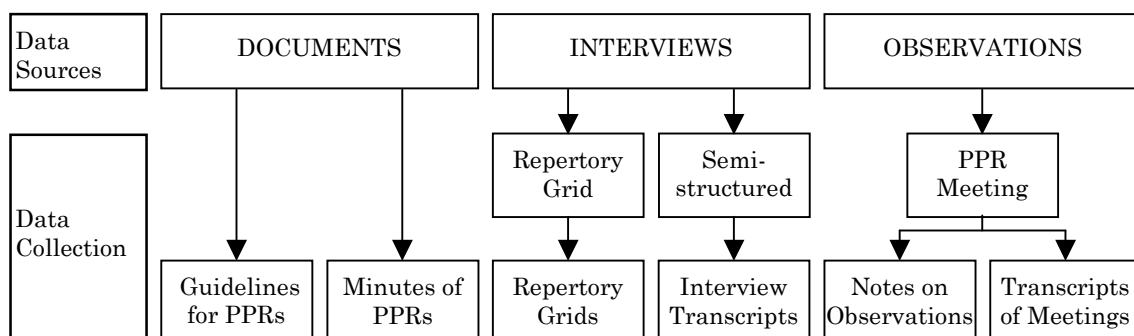 Data
Sources
DOCUMENTS
INTERVIEWS
OBSERVATIONS
Data
Collection
Repertory
Grid
Semi-
structured
PPR
Meeting
Guidelines
for PPRs
Minutes of
PPRs
Repertory
Grids
Interview
Transcripts
Notes on
Observations
Transcripts
of Meetings